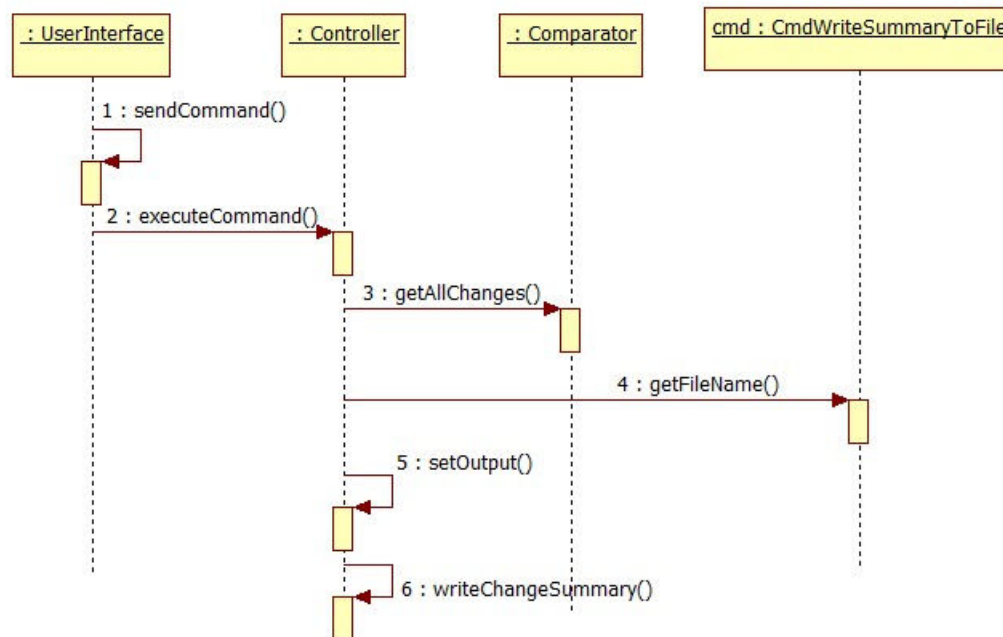 : UserInterface
: Controller
: Comparator
cmd : CmdWriteSummaryToFile
1 : sendCommand()
2 : executeCommand()
3 : getAllChanges()
4 : getFileName()
5 : setOutput()
6 : writeChangeSummary()